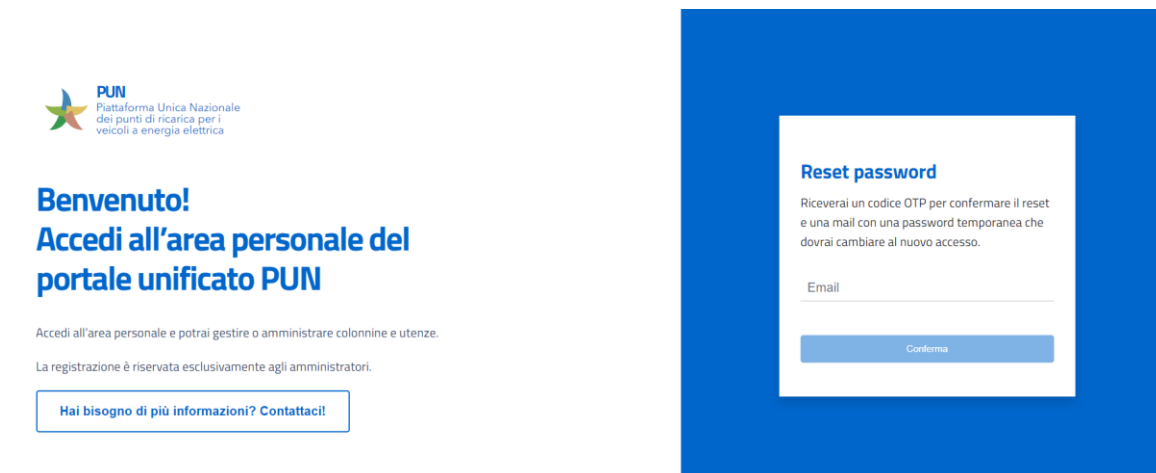 PUN
Piattaforma Unica Nazionale
dei punti di ricarica per i
veicoli a energia elettrica
Benvenuto!
Accedi all’area personale del
portale unificato PUN
Accedi all'area personale e potrai gestire o amministrare colonnine e utenze.
La registrazione è riservata esclusivamente agli amministratori.
Hai bisogno di più informazioni? Contattaci!
Reset password
Riceverai un codice OTP per confermare il reset
e una mail con una password temporanea che
dovrai cambiare al nuovo accesso.
Email
Conferma